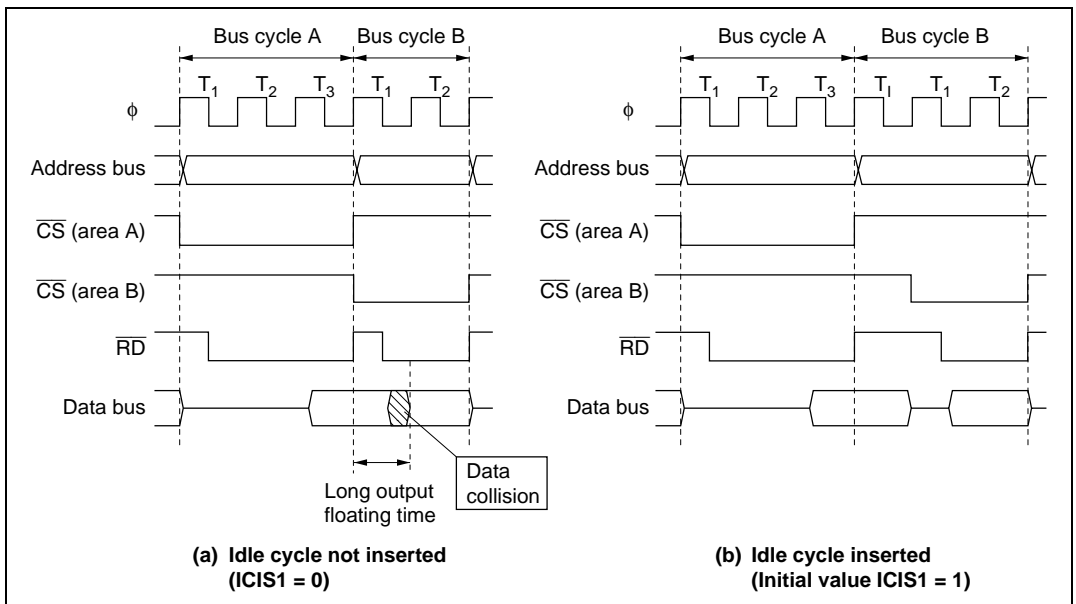 Bus cycle A Bus cycle B
T1 T2 T3 T1 T2
ϕ
Address bus
CS (area A)
CS (area B)
RD
Data bus
Long output
floating time
Data
collision
(a) Idle cycle not inserted
(ICIS1 = 0)
Bus cycle A Bus cycle B
T1 T2 T3 TI T1 T2
ϕ
Address bus
CS (area A)
CS (area B)
RD
Data bus
(b) Idle cycle inserted
(Initial value ICIS1 = 1)